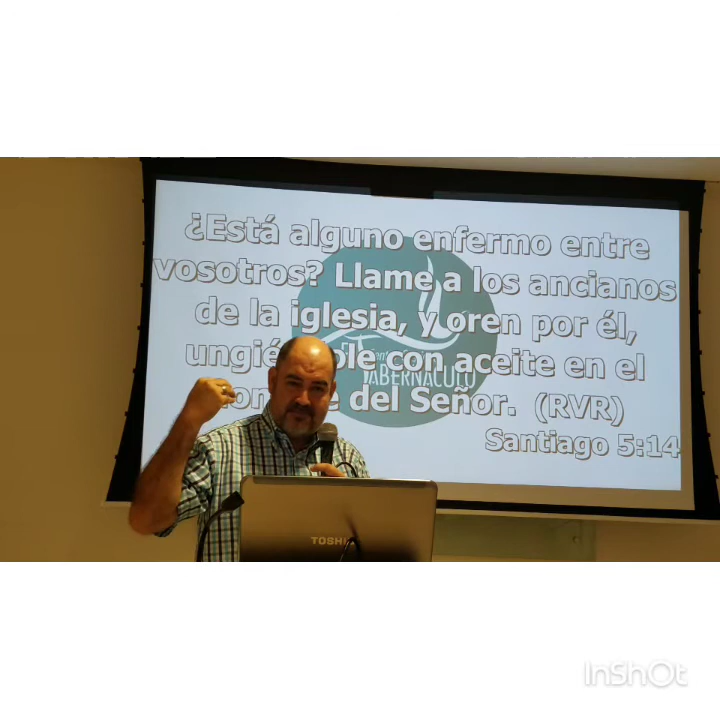 ¿Está alguno enfermo entre
vosotros? Llame a los ancianos
de la iglesia, y oren por él,
con aceite en el
del Señor. (RVR)
Santiago 5:14
TABERNACULO
TOSHI
InShOt